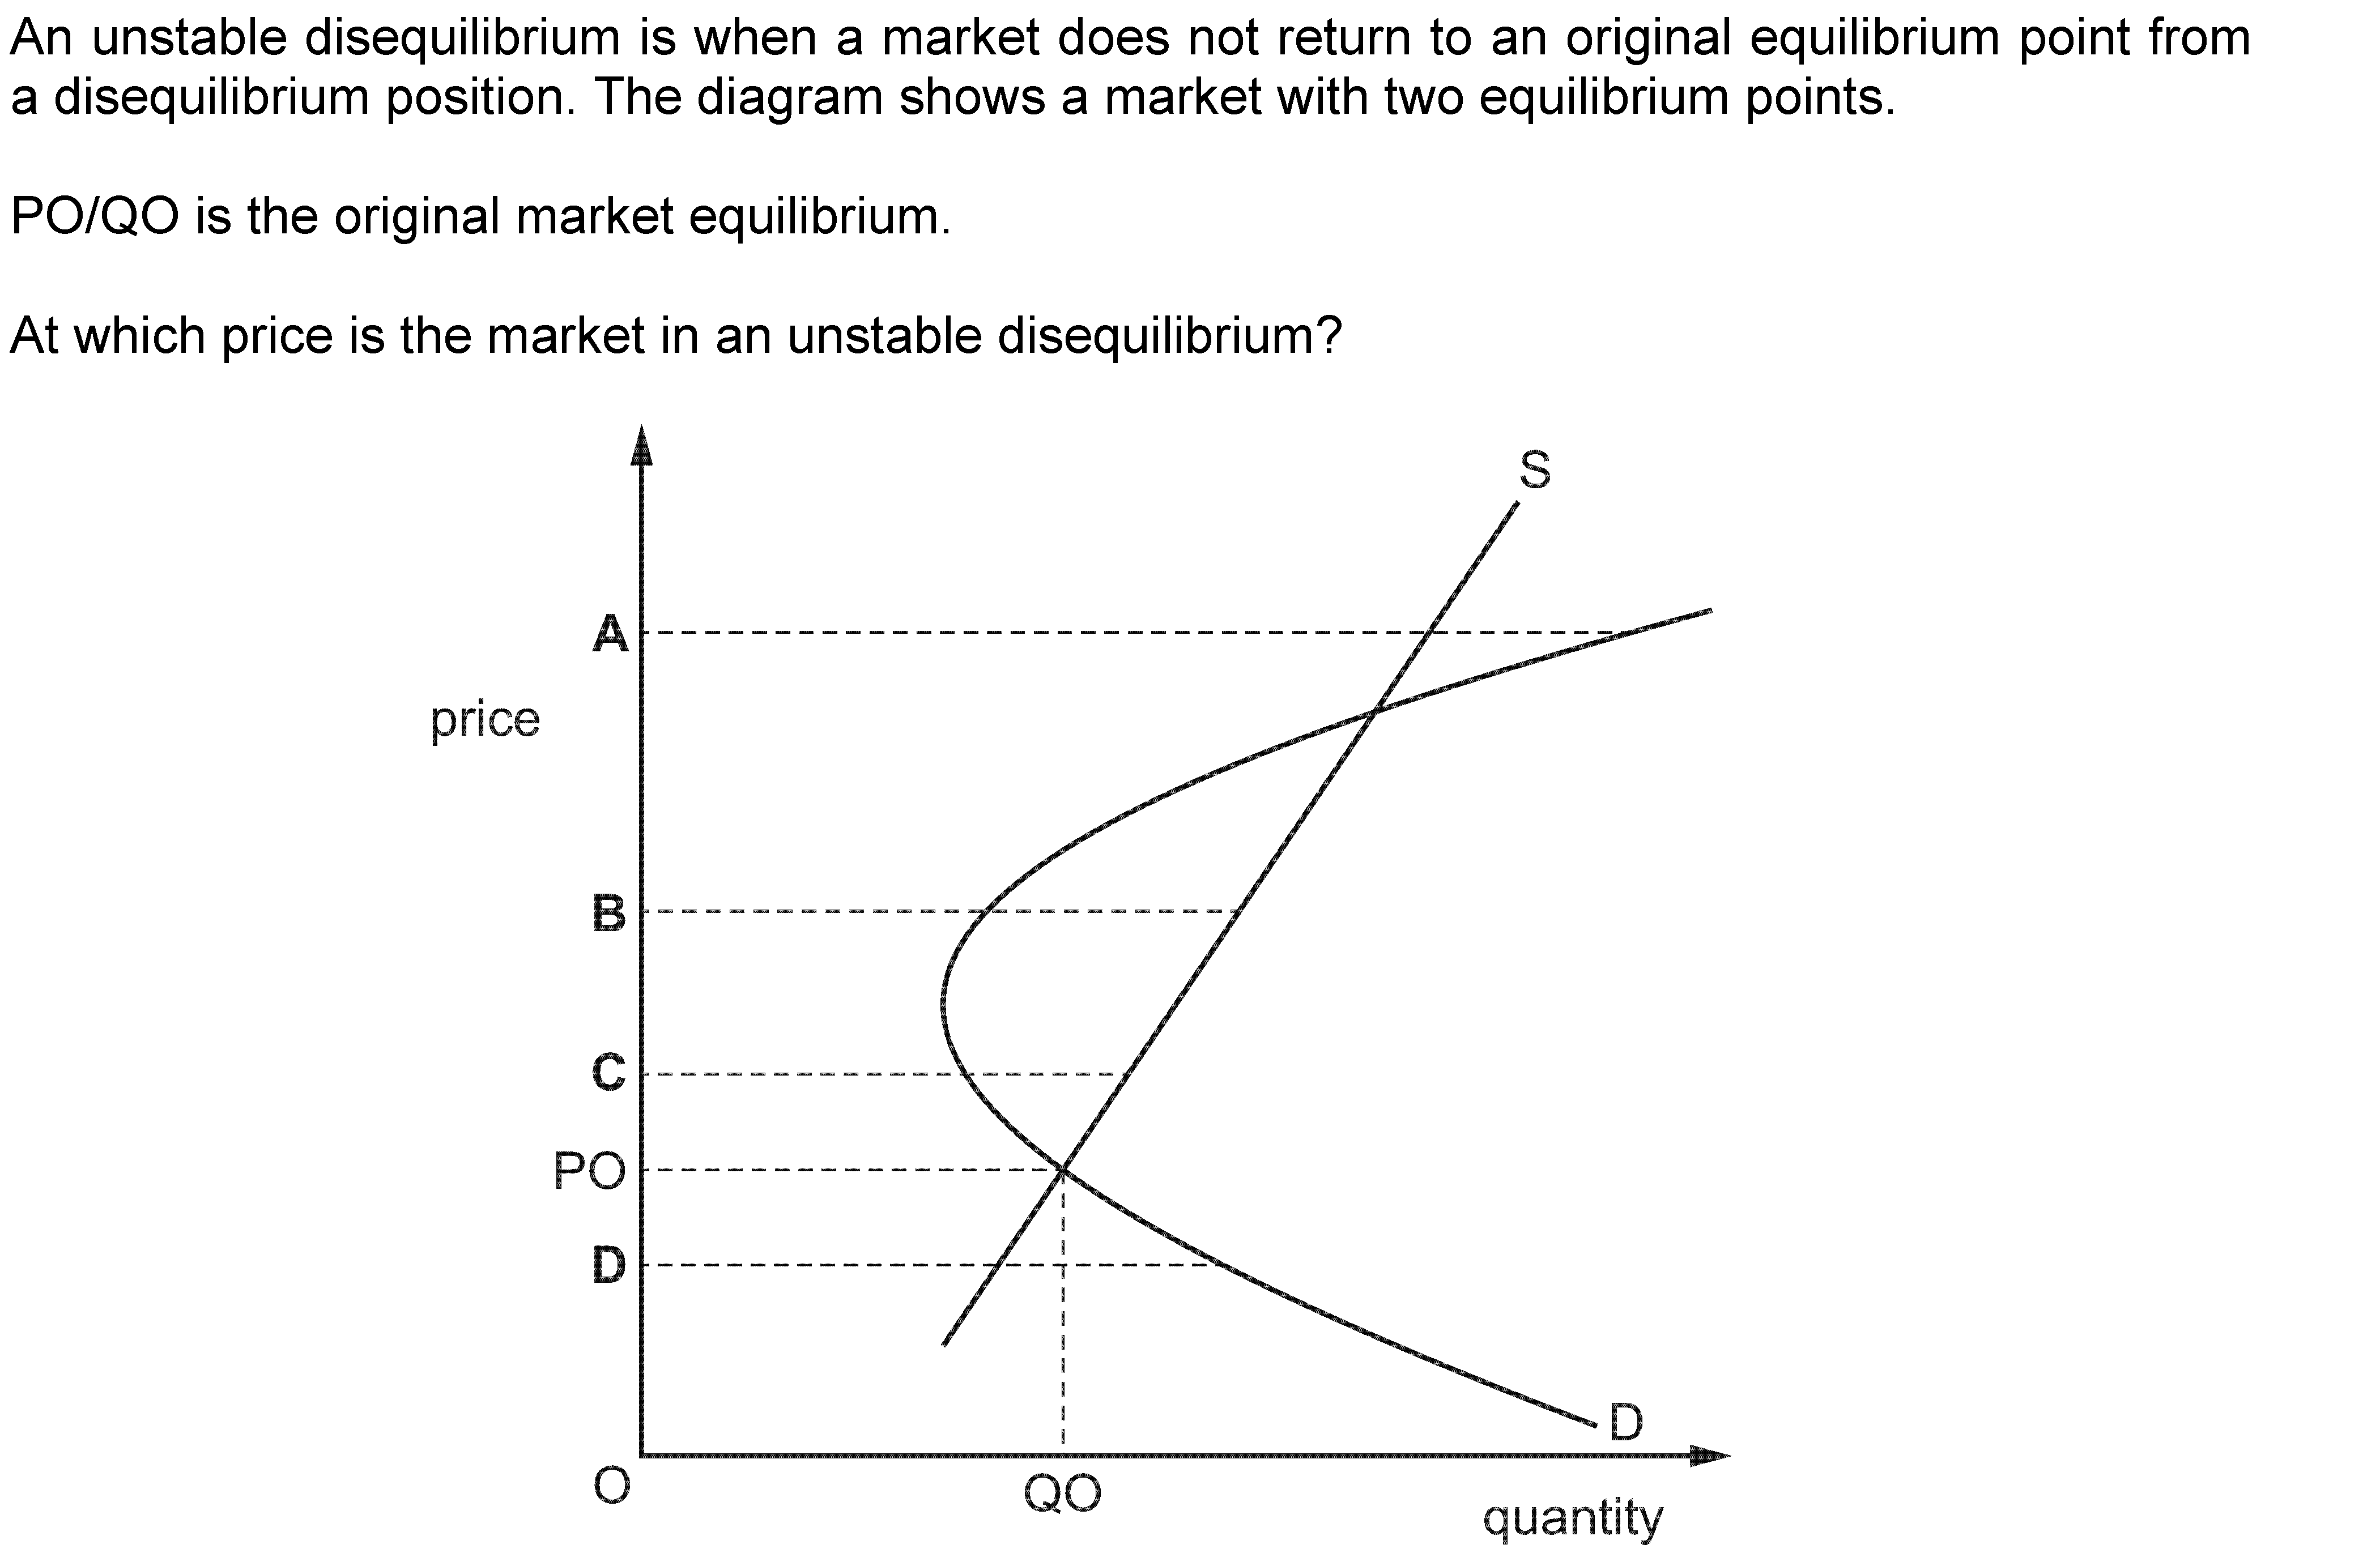 An unstable disequilibrium is when a market does not return to an original equilibrium point from
a disequilibrium position. The diagram shows a market with two equilibrium points.
PO/QO is the original market equilibrium.
At which price is the market in an unstable disequilibrium?
S
A
price
B
C
PO
D
D
O
QO
quantity